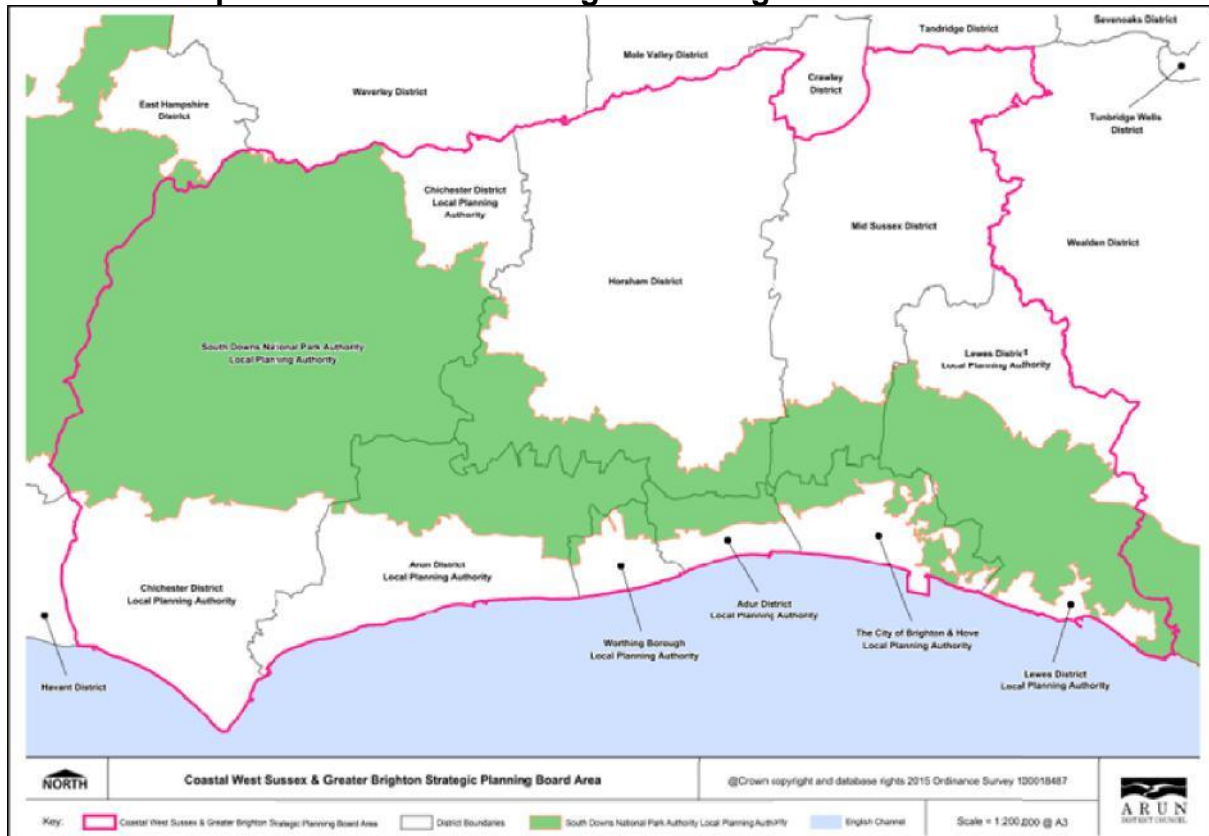 Sevenoaks District
Tandridge District
Mole Valley District
Crawley
District
Waverley District
East Hampshire
District
Tunbridge Wells
District
Chichester District
Local Planning
Authority
Mid Sussex District
Wealden District
Horsham District
South Downs National Park Authority
Local Planning Authority
Lewes District
Local Planning Authority
Arun District
Local Planning Authority
Chichester District
Local Planning Authority
Adur District
Local Planning Authority
Worthing Borough
Local Planning Authority
The City of Brighton & Hove
Local Planning Authority
Lewes District
Local Planning Authority
Havant District
NORTH
Coastal West Sussex & Greater Brighton Strategic Planning Board Area
@Crown copyright and database rights 2015 Ordinance Survey 100018487
ARUN
DISTRICT COUNCIL
Key:
Coastal West Sussex & Greater Brighton Strategic Planning Board Area
District Boundaries
South Downs National Park Authority Local Planning Authority
English Channel
Scale = 1:200,000 @ A3